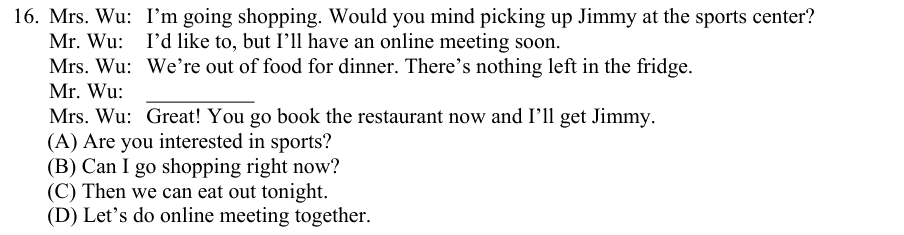 16. Mrs. Wu: I'm going shopping. Would you mind picking up Jimmy at the sports center?
Mr. Wu: I'd like to, but I'll have an online meeting soon.
Mrs. Wu: We're out of food for dinner. There's nothing left in the fridge.
Mr. Wu: __________
Mrs. Wu: Great! You go book the restaurant now and I'll get Jimmy.
(A) Are you interested in sports?
(B) Can I go shopping right now?
(C) Then we can eat out tonight.
(D) Let's do online meeting together.